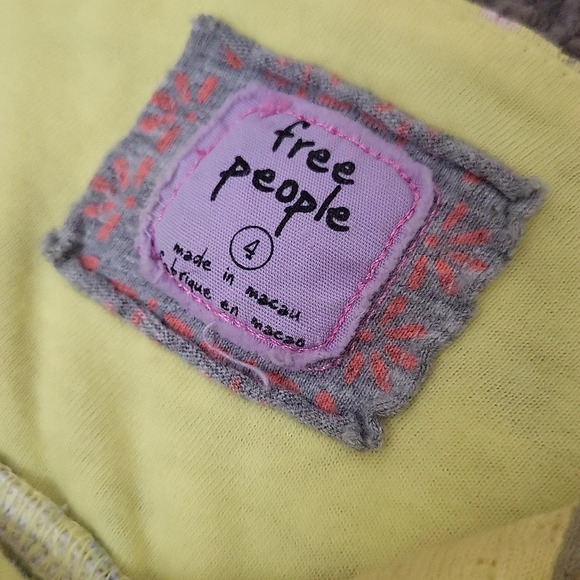 free
people
4
made in macau
fabrique en macao